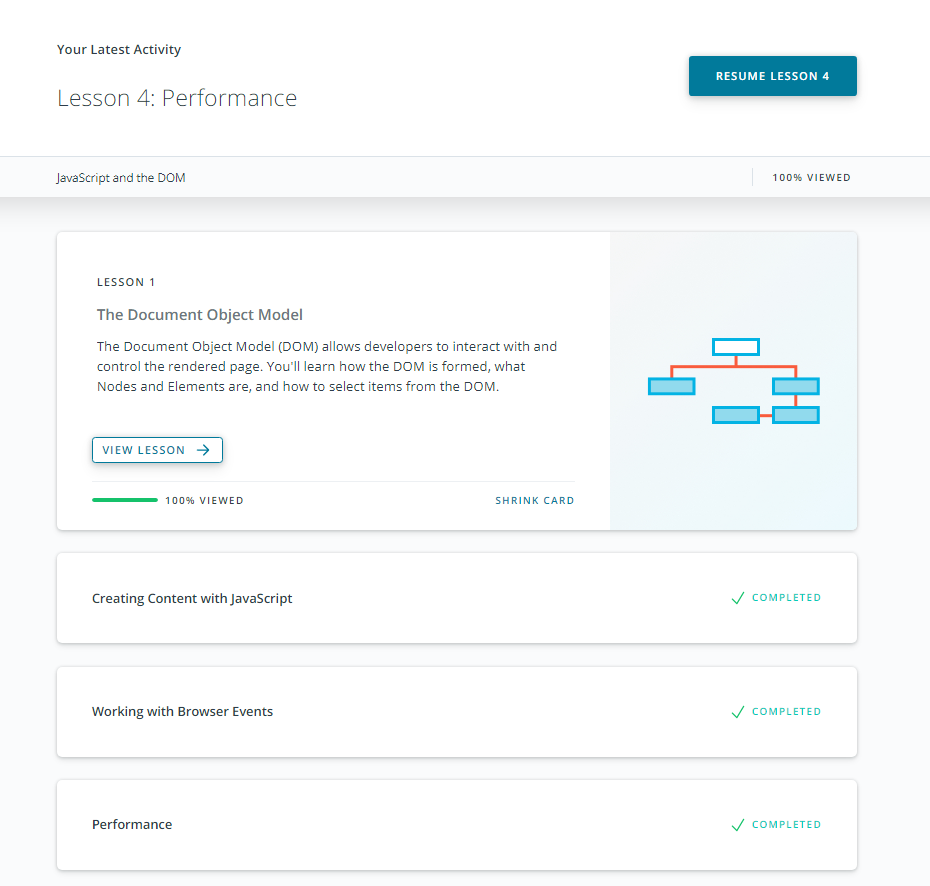 Your Latest Activity
Lesson 4: Performance
RESUME LESSON 4
JavaScript and the DOM
100% VIEWED
LESSON 1
The Document Object Model
The Document Object Model (DOM) allows developers to interact with and
control the rendered page. You'll learn how the DOM is formed, what
Nodes and Elements are, and how to select items from the DOM.
VIEW LESSON
100% VIEWED
SHRINK CARD
Creating Content with JavaScript
COMPLETED
Working with Browser Events
COMPLETED
Performance
COMPLETED